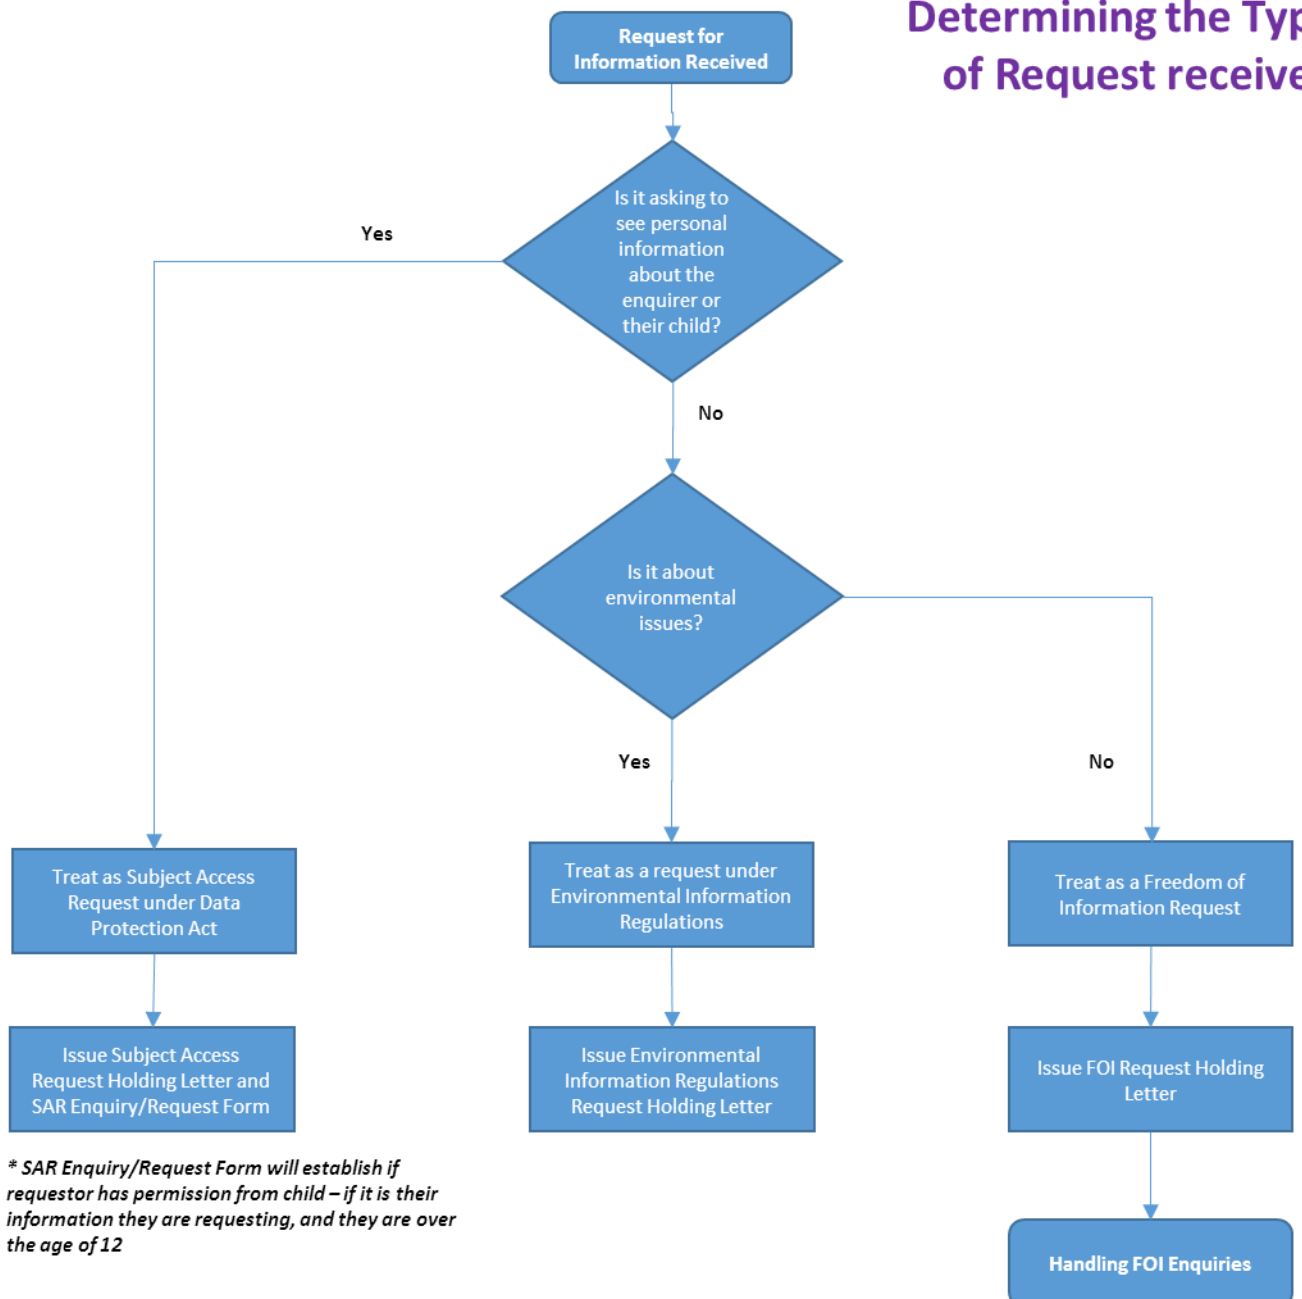 Determining the Typ
of Request receive
Request for
Information Received
Is it asking to
see personal
information
about the
enquirer or
their child?
Yes
No
Is it about
environmental
issues?
Yes
No
Treat as Subject Access
Request under Data
Protection Act
Treat as a request under
Environmental Information
Regulations
Treat as a Freedom of
Information Request
Issue Subject Access
Request Holding Letter and
SAR Enquiry/Request Form
Issue Environmental
Information Regulations
Request Holding Letter
Issue FOI Request Holding
Letter
* SAR Enquiry/Request Form will establish if
requestor has permission from child – if it is their
information they are requesting, and they are over
the age of 12
Handling FOI Enquiries